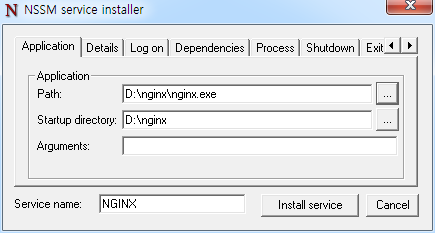 NSSM service installer
Application Details Log on Dependencies Process Shutdown Exit
Application
Path: D:\nginx\nginx.exe ...
Startup directory: D:\nginx ...
Arguments:
Service name: NGINX Install service Cancel